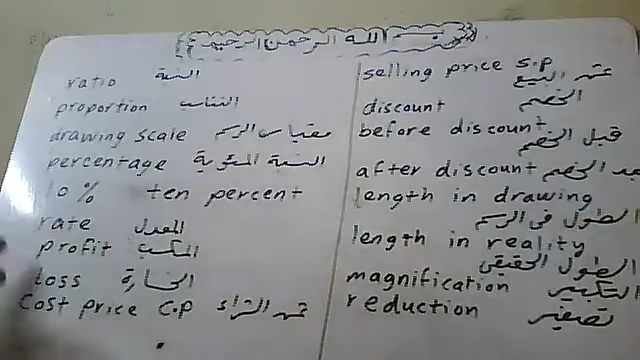 بسم الله الرحمن الرحيم
ratio النسبة
proportion التناسب
drawing scale مقياس الرسم
percentage النسبة المئوية
10% ten percent
rate المعدل
profit المكسب
loss الخسارة
Cost price C.P ثمن الشراء
selling price S.P ثمن البيع
discount الخصم
before discount قبل الخصم
after discount بعد الخصم
length in drawing
الطول في الرسم
length in reality
الطول الحقيقي
magnification التكبير
reduction تصغير